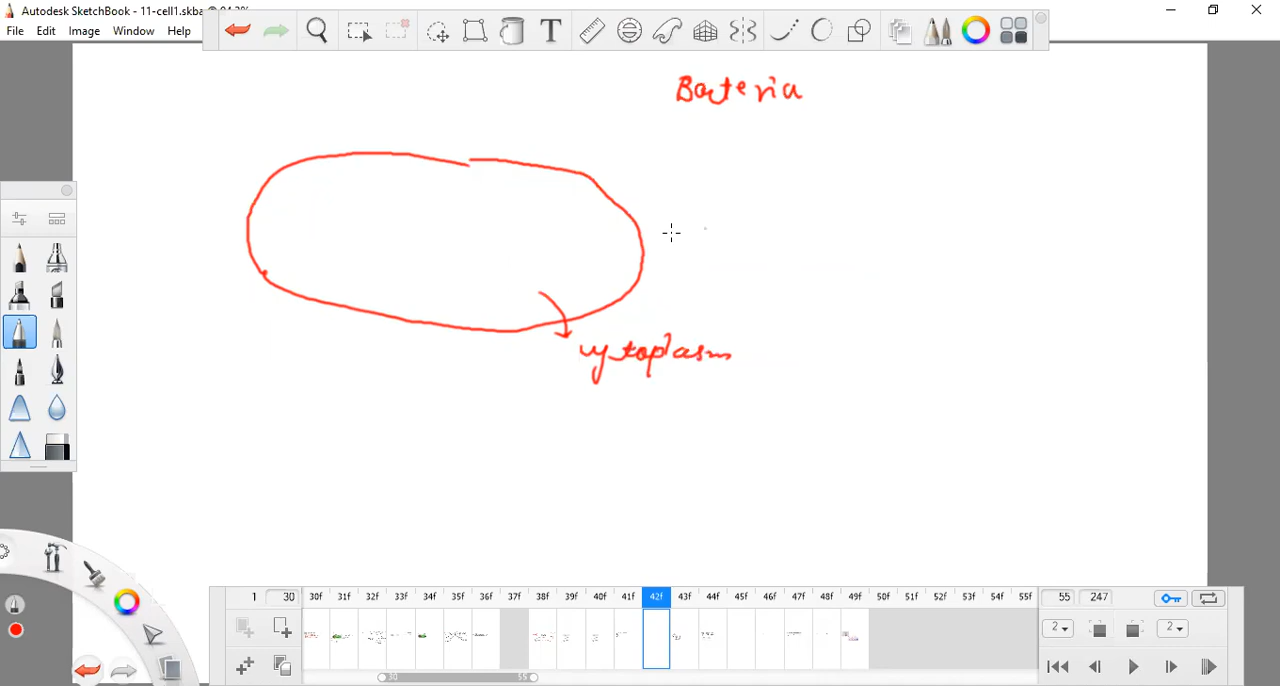 Autodesk SketchBook - 11-cell1.skba
File Edit Image Window Help
T
Bacteria
cytoplasm
1 30 30f 31f 32f 33f 34f 35f 36f 37f 38f 39f 40f 41f 42f 43f 44f 45f 46f 47f 48f 49f 50f 51f 52f 53f 54f 55f 55 247
2 2
30 55